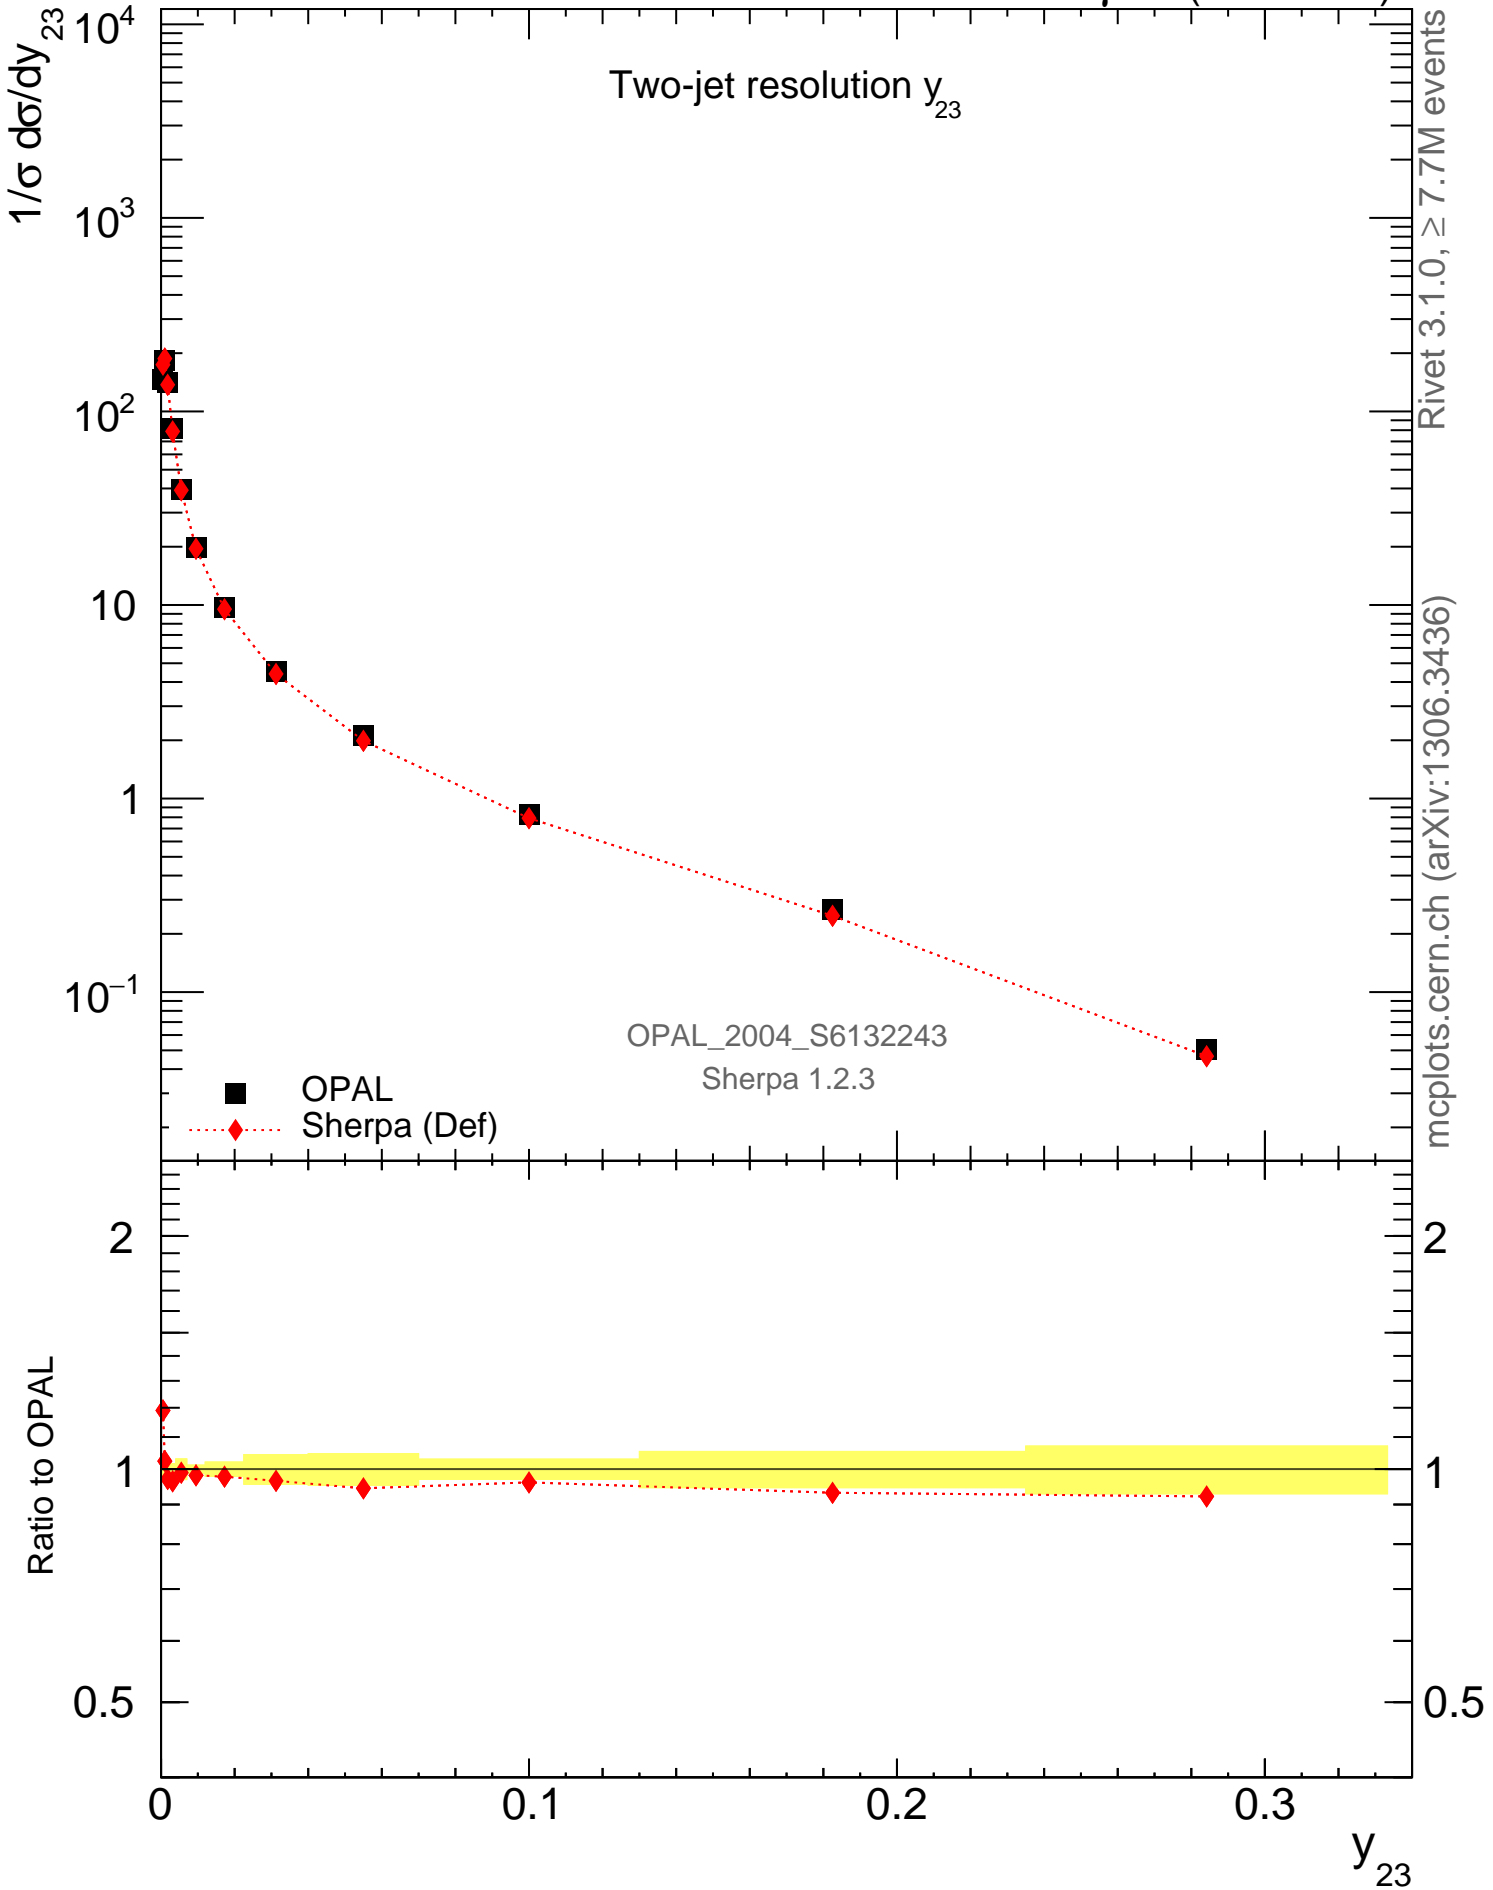 1/σ dσ/dy23
10^4
10^3
10^2
10
1
10^−1
Two-jet resolution y23
OPAL_2004_S6132243
Sherpa 1.2.3
OPAL
Sherpa (Def)
Rivet 3.1.0, ≥ 7.7M events
mcplots.cern.ch (arXiv:1306.3436)
Ratio to OPAL
2
1
0.5
2
1
0.5
0
0.1
0.2
0.3
y23